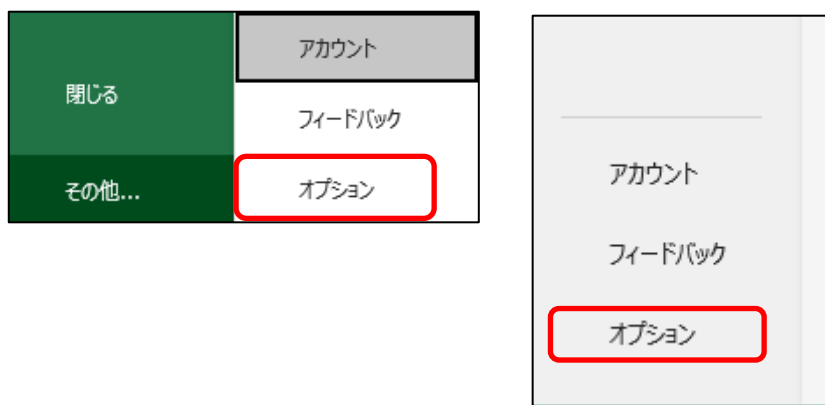 閉じる
その他...
アカウント
フィードバック
オプション
アカウント
フィードバック
オプション